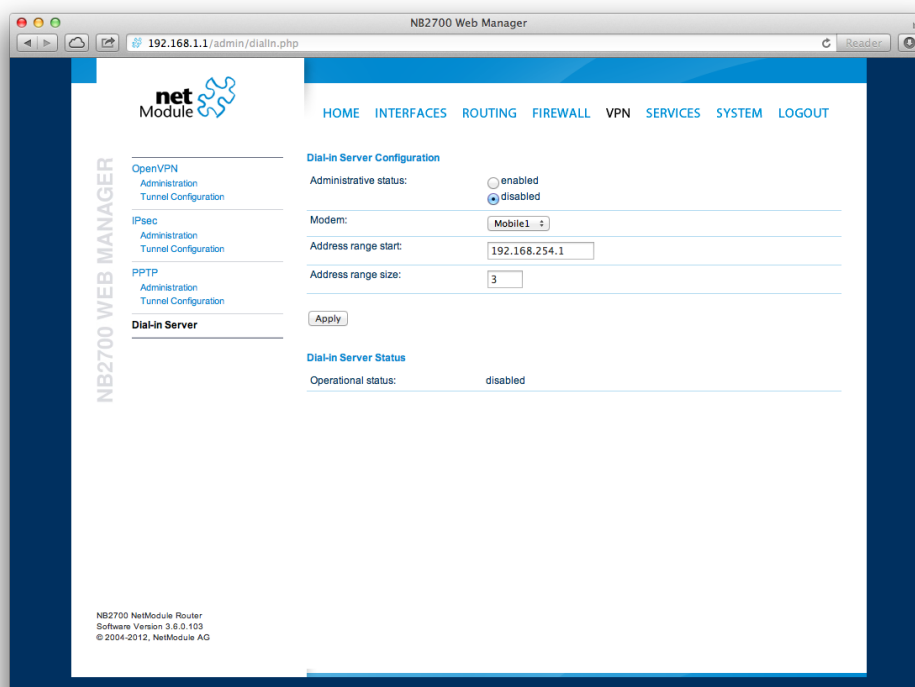 NB2700 Web Manager
192.168.1.1/admin/dialIn.php
Reader
net
Module
HOME INTERFACES ROUTING FIREWALL VPN SERVICES SYSTEM LOGOUT
NB2700 WEB MANAGER
OpenVPN
Administration
Tunnel Configuration
IPsec
Administration
Tunnel Configuration
PPTP
Administration
Tunnel Configuration
Dial-in Server
Dial-in Server Configuration
Administrative status: enabled
disabled
Modem: Mobile1
Address range start: 192.168.254.1
Address range size: 3
Apply
Dial-in Server Status
Operational status: disabled
NB2700 NetModule Router
Software Version 3.6.0.103
© 2004-2012, NetModule AG